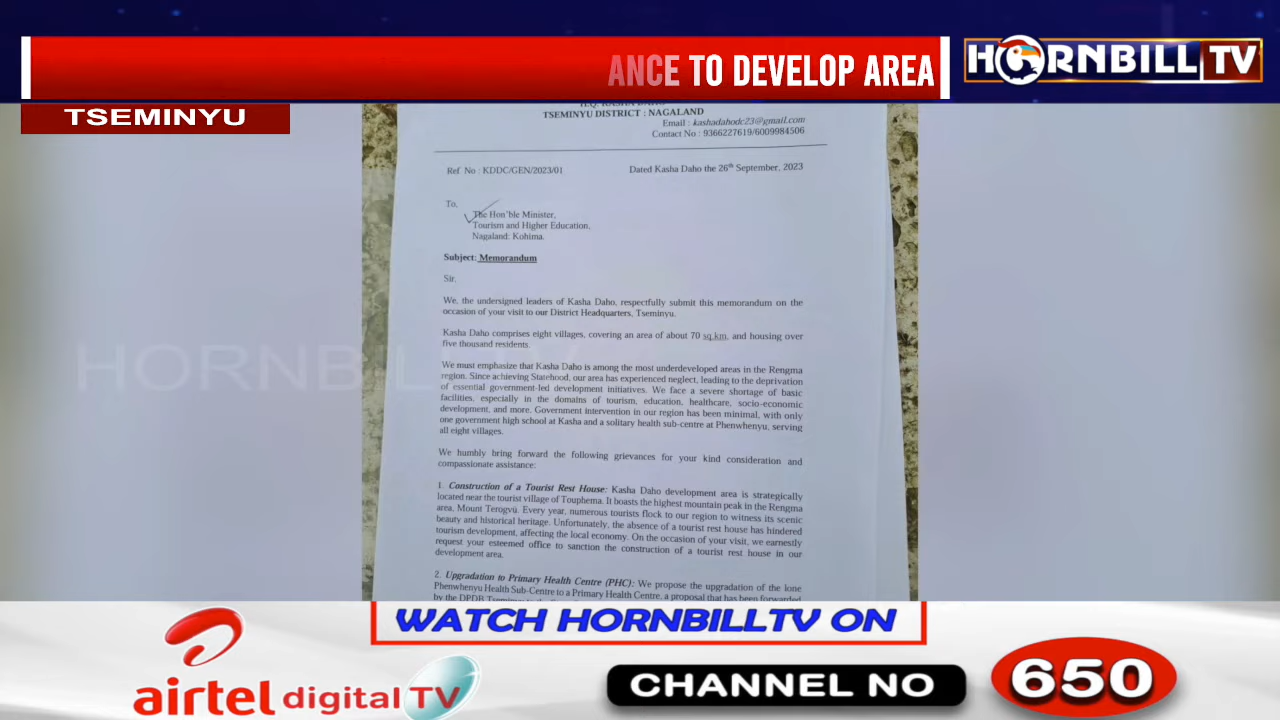 ANCE TO DEVELOP AREA
HORNBILL TV
TSEMINYU
TSEMINYU DISTRICT : NAGALAND
Email : kashadahodc23@gmail.com
Contact No : 9366227619/6009984506
Ref No : KDDC/GEN/2023/01
Dated Kasha Daho the 26th September, 2023
To,
The Hon'ble Minister,
Tourism and Higher Education,
Nagaland: Kohima.
Subject: Memorandum
Sir,
We, the undersigned leaders of Kasha Daho, respectfully submit this memorandum on the
occasion of your visit to our District Headquarters, Tseminyu.
Kasha Daho comprises eight villages, covering an area of about 70 sq.km, and housing over
five thousand residents.
We must emphasize that Kasha Daho is among the most underdeveloped areas in the Rengma
region. Since achieving Statehood, our area has experienced neglect, leading to the deprivation
of essential government-led development initiatives. We face a severe shortage of basic
facilities, especially in the domains of tourism, education, healthcare, socio-economic
development, and more. Government intervention in our region has been minimal, with only
one government high school at Kasha and a solitary health sub-centre at Phenwhenyu, serving
all eight villages.
We humbly bring forward the following grievances for your kind consideration and
compassionate assistance:
1. Construction of a Tourist Rest House: Kasha Daho development area is strategically
located near the tourist village of Touphema. It boasts the highest mountain peak in the Rengma
area, Mount Terogvü. Every year, numerous tourists flock to our region to witness its scenic
beauty and historical heritage. Unfortunately, the absence of a tourist rest house has hindered
tourism development, affecting the local economy. On the occasion of your visit, we earnestly
request your esteemed office to sanction the construction of a tourist rest house in our
development area.
2. Upgradation to Primary Health Centre (PHC): We propose the upgradation of the lone
Phenwhenyu Health Sub-Centre to a Primary Health Centre, a proposal that has been forwarded
by the DPDB
HORNBIL
WATCH HORNBILLTV ON
airtel digital TV
CHANNEL NO
650